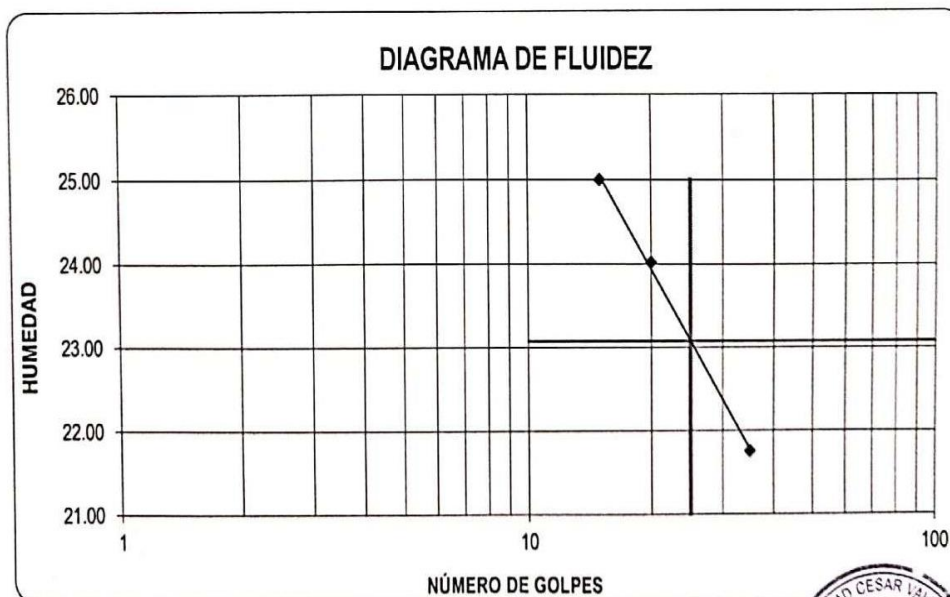 DIAGRAMA DE FLUIDEZ
26.00
25.00
24.00
23.00
22.00
21.00
HUMEDAD
1
10
100
NÚMERO DE GOLPES
CESAR